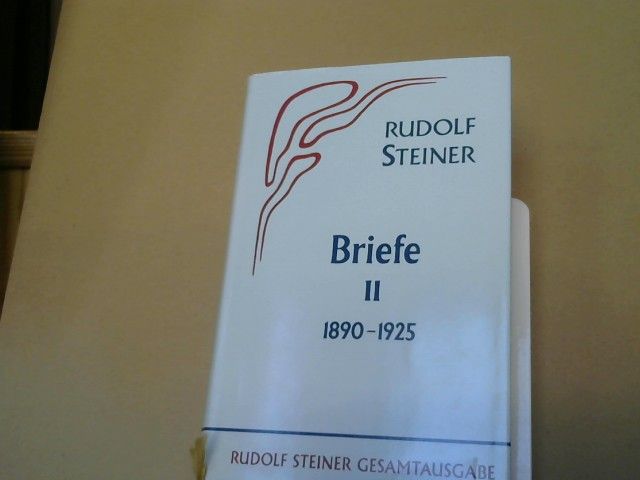 RUDOLF
STEINER
Briefe
II
1890-1925
RUDOLF STEINER GESAMTAUSGABE